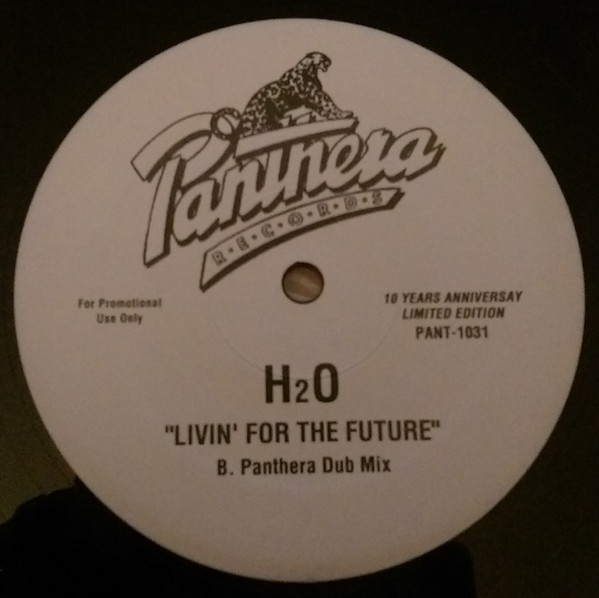 Panthera
R·E·C·O·R·D·S
For Promotional
Use Only
10 YEARS ANNIVERSAY
LIMITED EDITION
PANT-1031
H2O
"LIVIN' FOR THE FUTURE"
B. Panthera Dub Mix